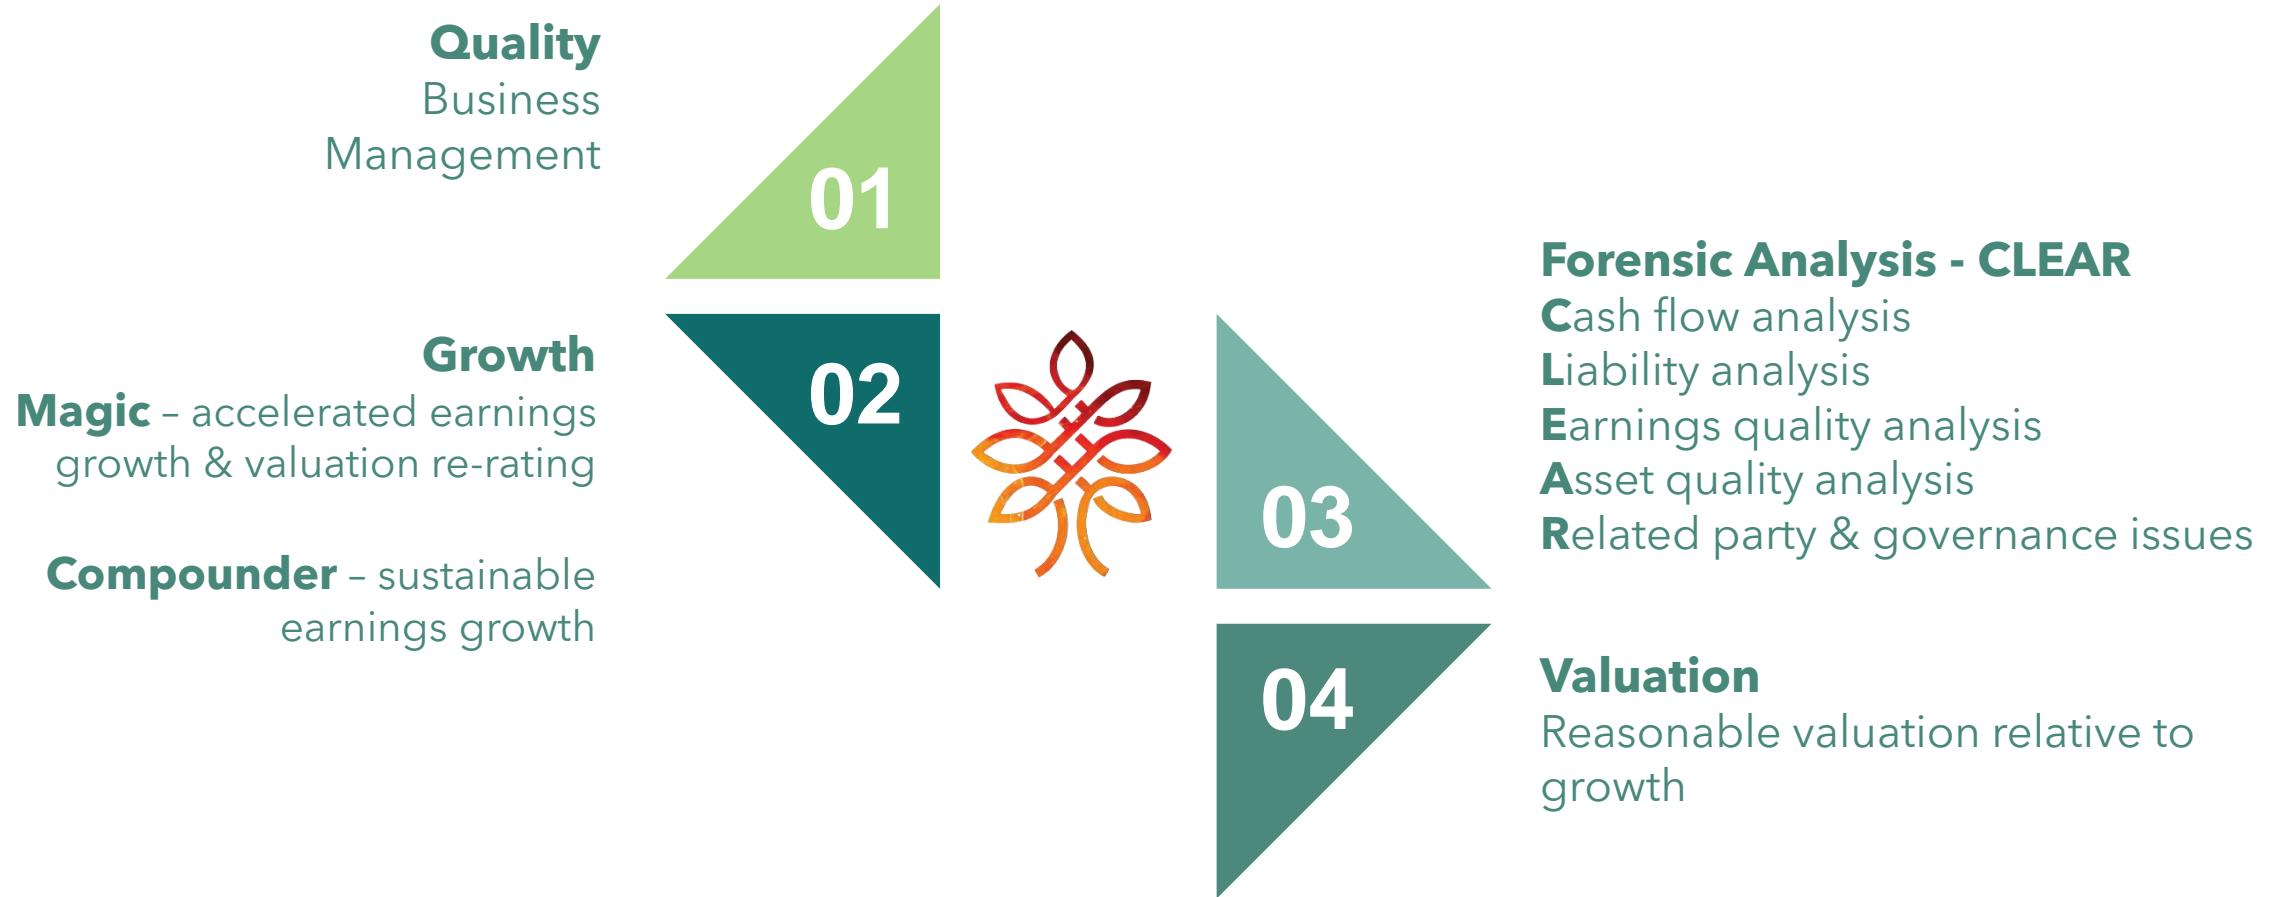 Quality
Business
Management
01
Growth
Magic – accelerated earnings
growth & valuation re-rating
Compounder – sustainable
earnings growth
02
Forensic Analysis - CLEAR
Cash flow analysis
Liability analysis
Earnings quality analysis
Asset quality analysis
Related party & governance issues
03
Valuation
Reasonable valuation relative to
growth
04